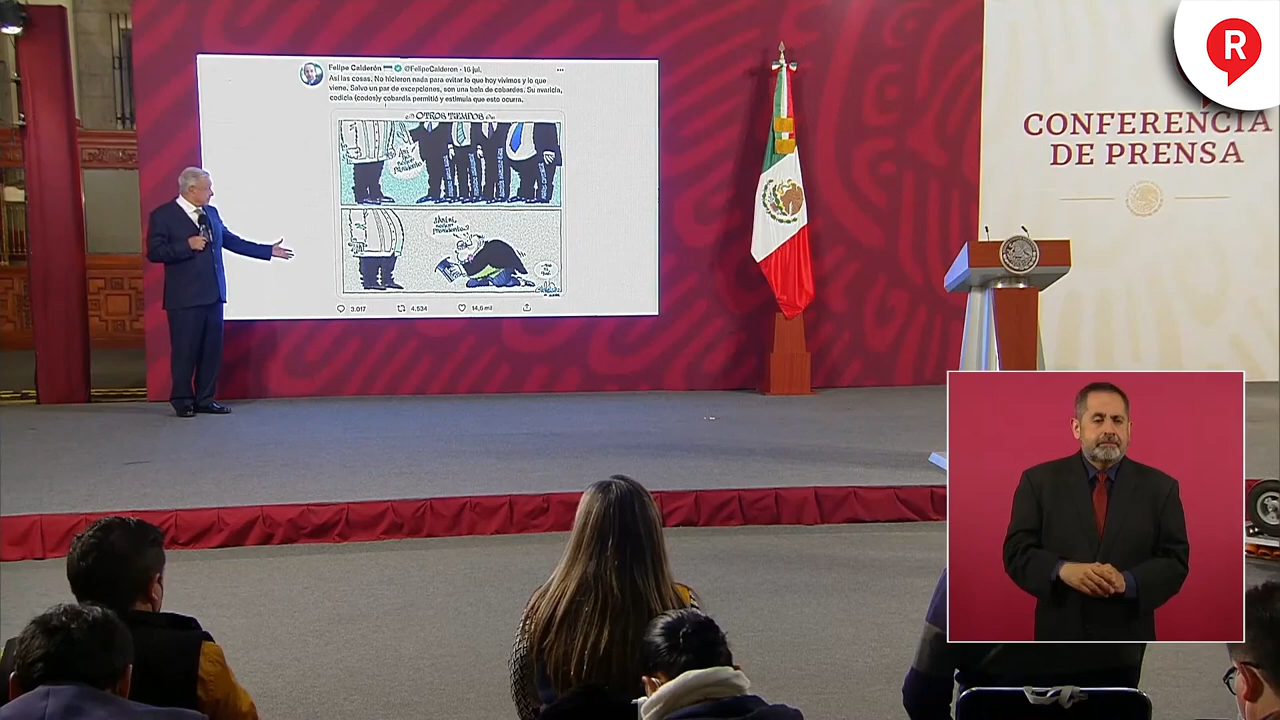 Felipe Calderón @FelipeCalderon · 16 jul.
Así las cosas. No hicieron nada para evitar lo que hoy vivimos y lo que
viene. Salvo un par de excepciones, son una bola de cobardes. Su avaricia,
codicia (codos)y cobardía permitió y estimula que esto ocurra.
OTROS TIEMPOS
3.017 4.534 14,6 mil
R
CONFERENCIA
DE PRENSA